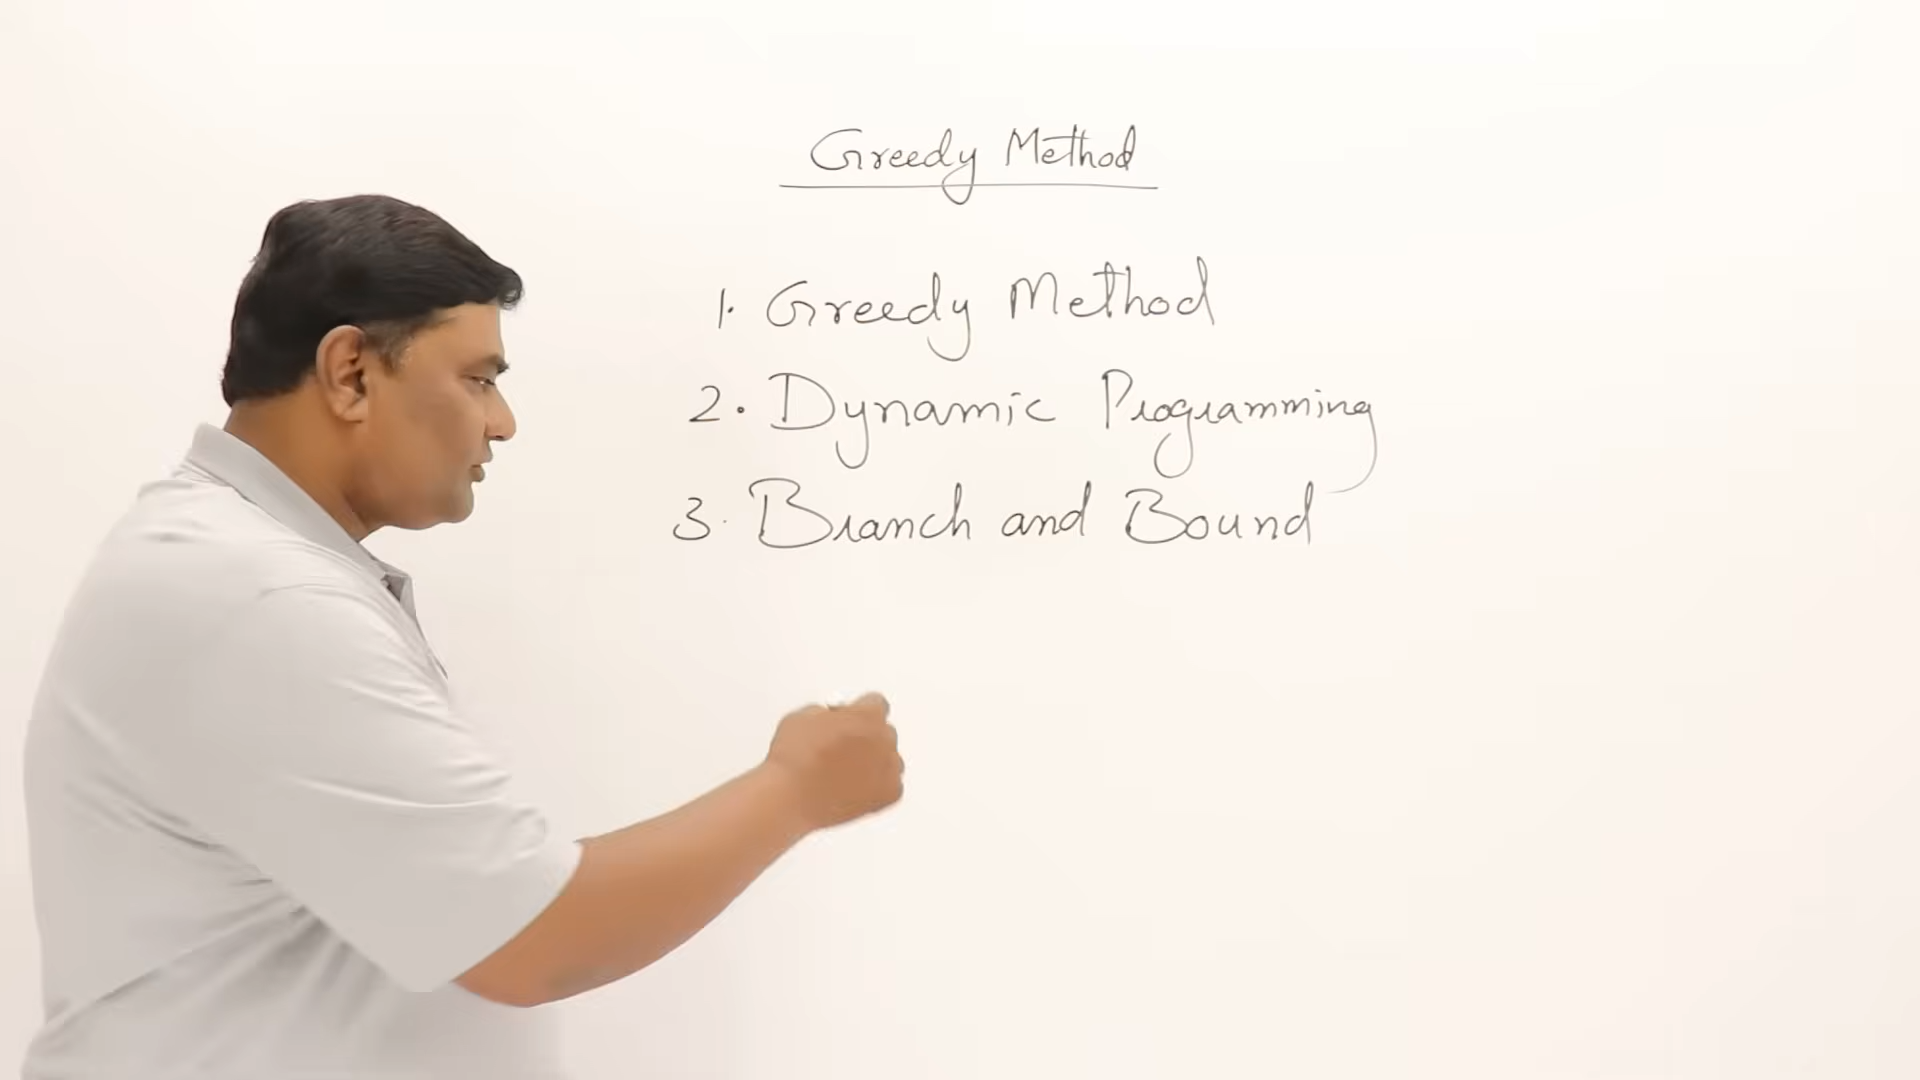 Greedy Method
1. Greedy Method
2. Dynamic Programming
3. Branch and Bound